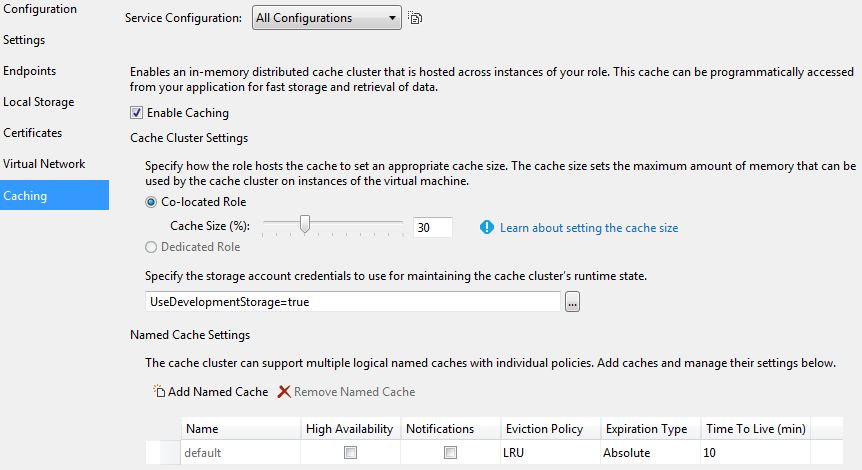 Configuration
Settings
Endpoints
Local Storage
Certificates
Virtual Network
Caching
Service Configuration: All Configurations
Enables an in-memory distributed cache cluster that is hosted across instances of your role. This cache can be programmatically accessed
from your application for fast storage and retrieval of data.
Enable Caching
Cache Cluster Settings
Specify how the role hosts the cache to set an appropriate cache size. The cache size sets the maximum amount of memory that can be
used by the cache cluster on instances of the virtual machine.
Co-located Role
Cache Size (%): 30 Learn about setting the cache size
Dedicated Role
Specify the storage account credentials to use for maintaining the cache cluster's runtime state.
UseDevelopmentStorage=true ...
Named Cache Settings
The cache cluster can support multiple logical named caches with individual policies. Add caches and manage their settings below.
Add Named Cache Remove Named Cache
Name High Availability Notifications Eviction Policy Expiration Type Time To Live (min)
default LRU Absolute 10